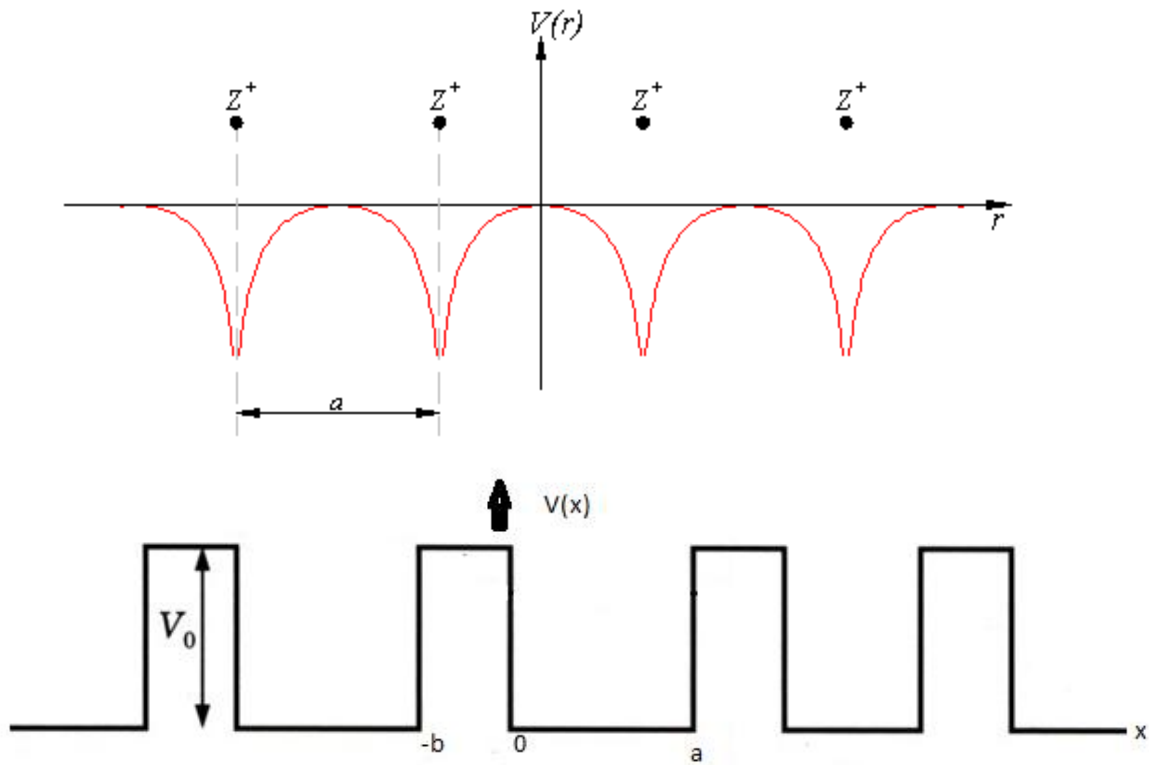 V(r)
Z⁺ Z⁺ Z⁺ Z⁺
r
a
V(x)
V₀
-b 0 a x